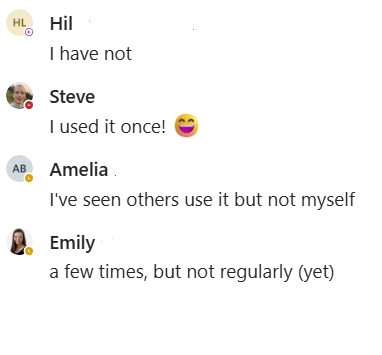 HL
Hil
I have not
Steve
I used it once! 😆
AB
Amelia
I've seen others use it but not myself
Emily
a few times, but not regularly (yet)